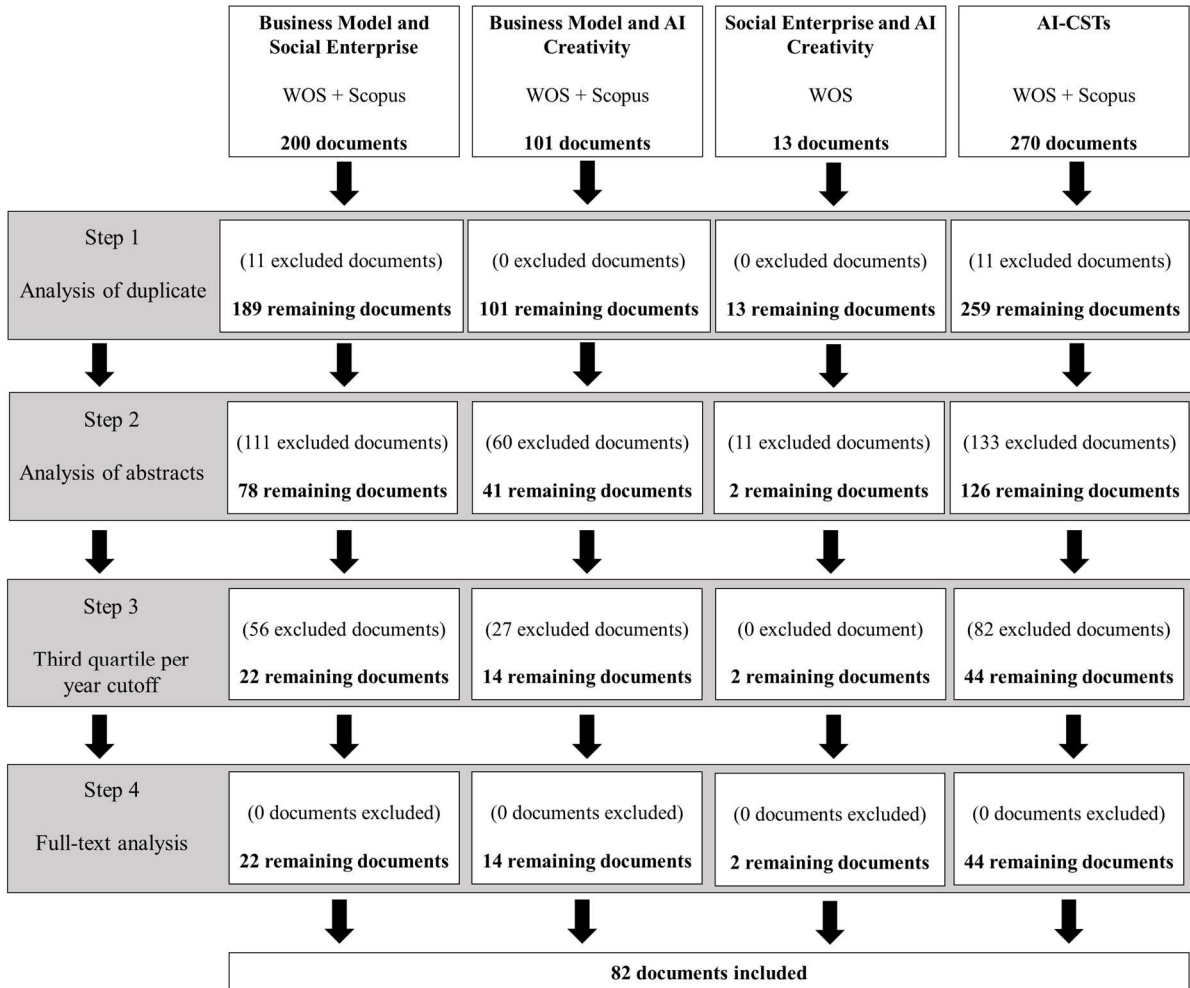 Business Model and
Social Enterprise
WOS + Scopus
200 documents
Business Model and AI
Creativity
WOS + Scopus
101 documents
Social Enterprise and AI
Creativity
WOS
13 documents
AI-CSTs
WOS + Scopus
270 documents
Step 1
Analysis of duplicate
(11 excluded documents)
189 remaining documents
(0 excluded documents)
101 remaining documents
(0 excluded documents)
13 remaining documents
(11 excluded documents)
259 remaining documents
Step 2
Analysis of abstracts
(111 excluded documents)
78 remaining documents
(60 excluded documents)
41 remaining documents
(11 excluded documents)
2 remaining documents
(133 excluded documents)
126 remaining documents
Step 3
Third quartile per
year cutoff
(56 excluded documents)
22 remaining documents
(27 excluded documents)
14 remaining documents
(0 excluded document)
2 remaining documents
(82 excluded documents)
44 remaining documents
Step 4
Full-text analysis
(0 documents excluded)
22 remaining documents
(0 documents excluded)
14 remaining documents
(0 documents excluded)
2 remaining documents
(0 documents excluded)
44 remaining documents
82 documents included